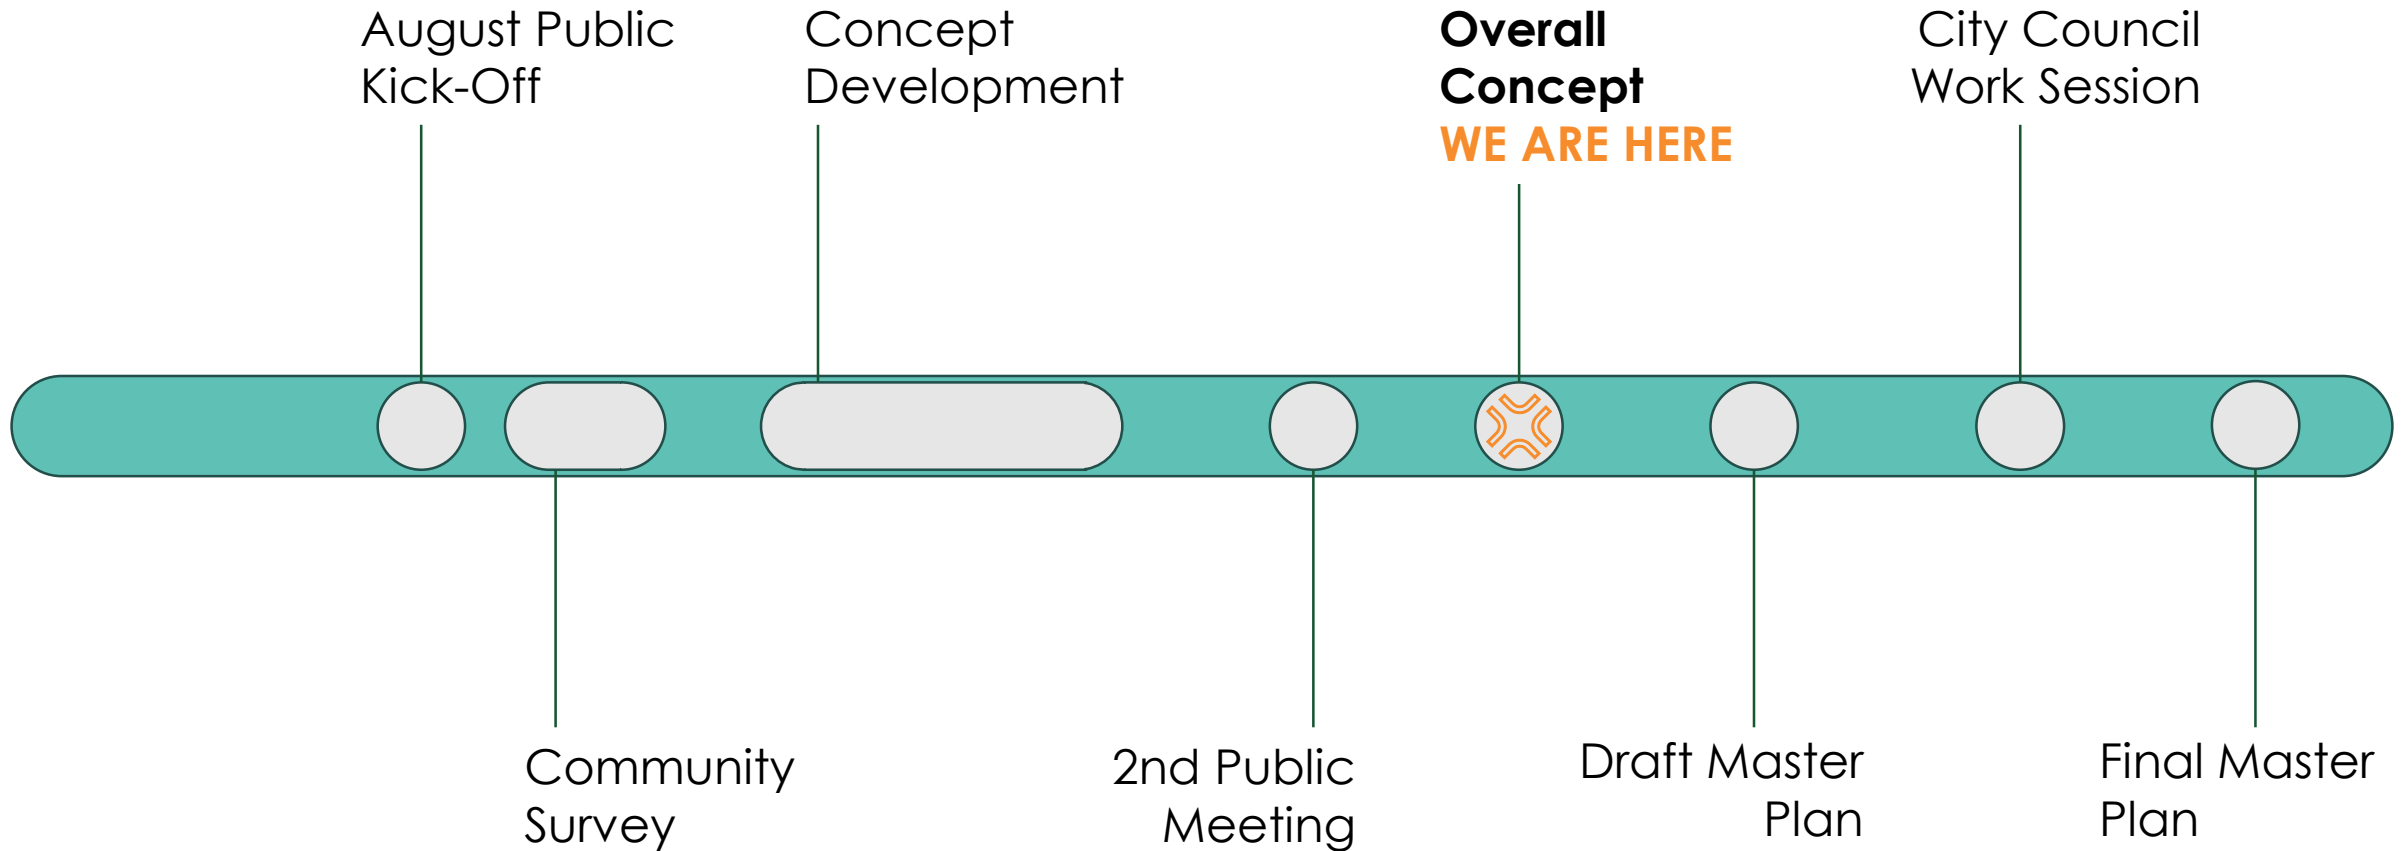 August Public
Kick-Off
Concept
Development
Overall
Concept
WE ARE HERE
City Council
Work Session
Community
Survey
2nd Public
Meeting
Draft Master
Plan
Final Master
Plan